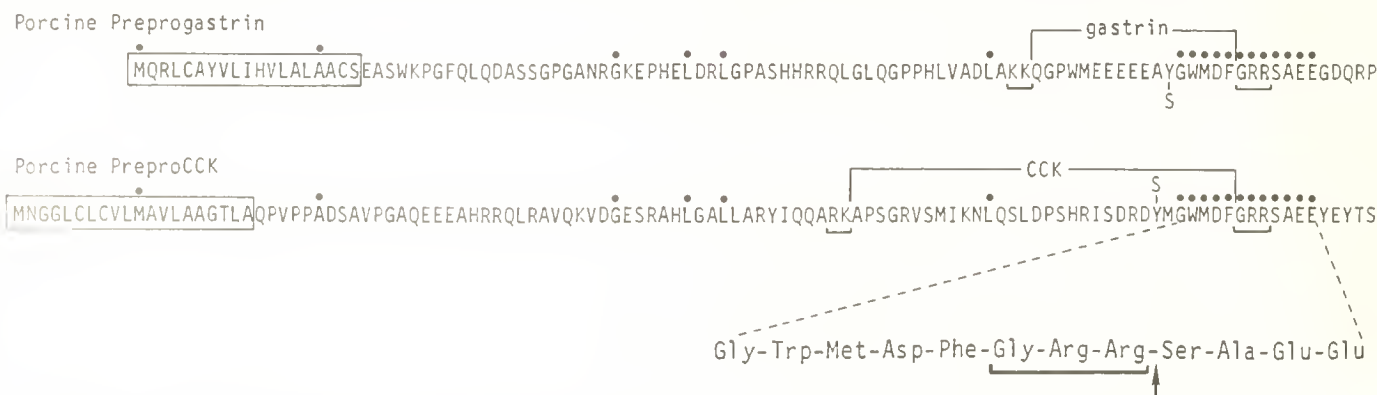 Porcine Preprogastrin
gastrin
MQRLCAYVLIHVLALAACSEASWKPGFQLQDASSGPGANRGKEPHELDRLGPASHHRRQLGLQGPPHLVADLAKKQGPWMEEEEEAYGWMDFGRRSAEEGDQRP
S
Porcine PreproCCK
CCK
S
MNGGLCLCVLMAVLAAGTLAQPVPPADSAVPGAQEEEAHRRQLRAVQKVDGESRAHLGALLARYIQQARKAPSGRVSMIKNLQSLDPSHRISDRDYMGWMDFGRRSAEEYEYTS
Gly-Trp-Met-Asp-Phe-Gly-Arg-Arg-Ser-Ala-Glu-Glu